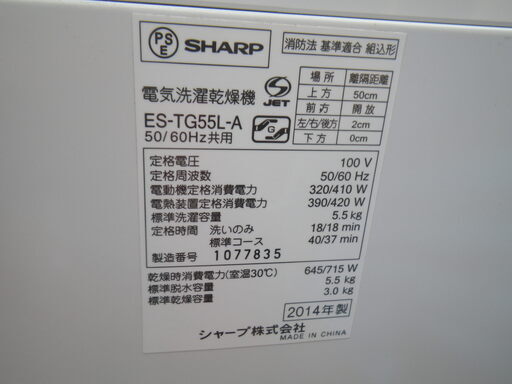 PSE SHARP
電気洗濯乾燥機
S-JET
ES-TG55L-A
50/60Hz共用
G
消防法 基準適合 組込形
場所 離隔距離
上方 50cm
前方 開放
左/右/後方 2cm
下方 0cm
定格電圧 100 V
定格周波数 50/60 Hz
電動機定格消費電力 320/410 W
電熱装置定格消費電力 390/420 W
標準洗濯容量 5.5 kg
定格時間 洗いのみ 18/18 min
標準コース 40/37 min
製造番号 1077835
乾燥時消費電力(室温30℃) 645/715 W
標準脱水容量 5.5 kg
標準乾燥容量 3.0 kg
2014年製
シャープ株式会社
MADE IN CHINA